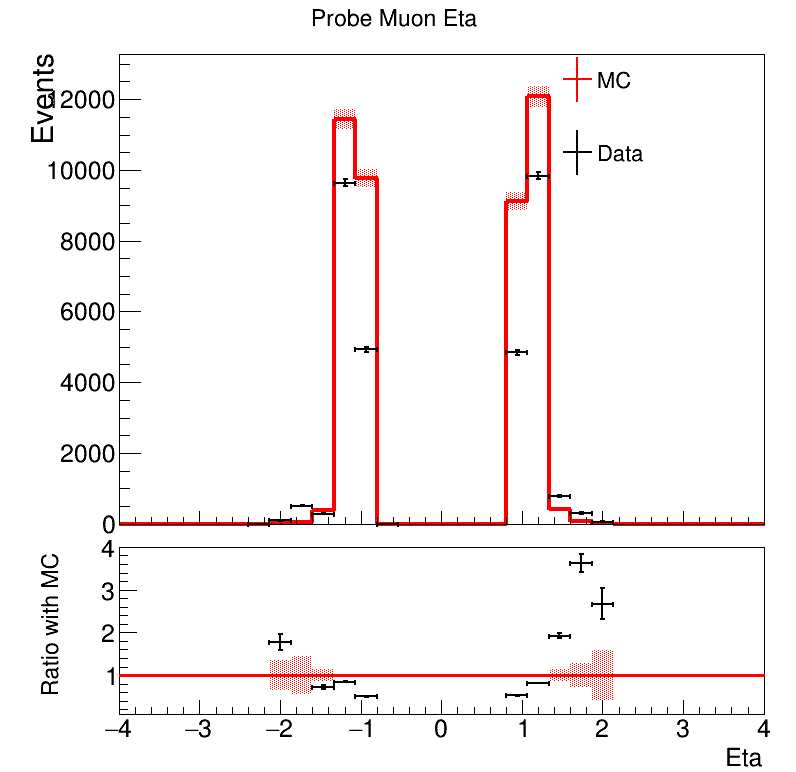 Probe Muon Eta
Events
12000
10000
8000
6000
4000
2000
0
MC
Data
Ratio with MC
4
3
2
1
−4 −3 −2 −1 0 1 2 3 4
Eta